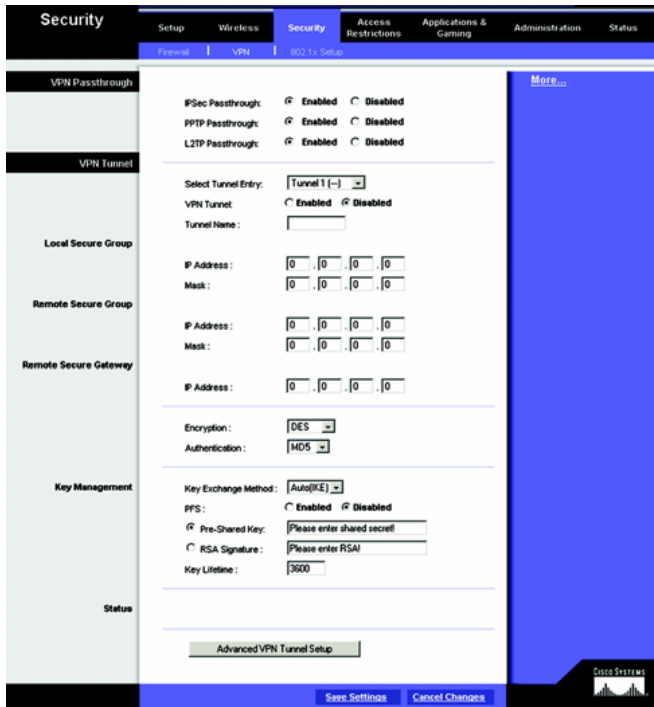 Security
Setup Wireless Security Access Restrictions Applications & Gaming Administration Status
Firewall | VPN | 802.1x Setup
VPN Passthrough
More...
IPSec Passthrough: Enabled Disabled
PPTP Passthrough: Enabled Disabled
L2TP Passthrough: Enabled Disabled
VPN Tunnel
Select Tunnel Entry: Tunnel 1 (--)
VPN Tunnel: Enabled Disabled
Tunnel Name :
Local Secure Group
IP Address : 0 . 0 . 0 . 0
Mask : 0 . 0 . 0 . 0
Remote Secure Group
IP Address : 0 . 0 . 0 . 0
Mask : 0 . 0 . 0 . 0
Remote Secure Gateway
IP Address : 0 . 0 . 0 . 0
Encryption : DES
Authentication : MD5
Key Management
Key Exchange Method : Auto(IKE)
PFS : Enabled Disabled
Pre-Shared Key: Please enter shared secret!
RSA Signature : Please enter RSA!
Key Lifetime : 3600
Status
Advanced VPN Tunnel Setup
Save Settings Cancel Changes
CISCO SYSTEMS